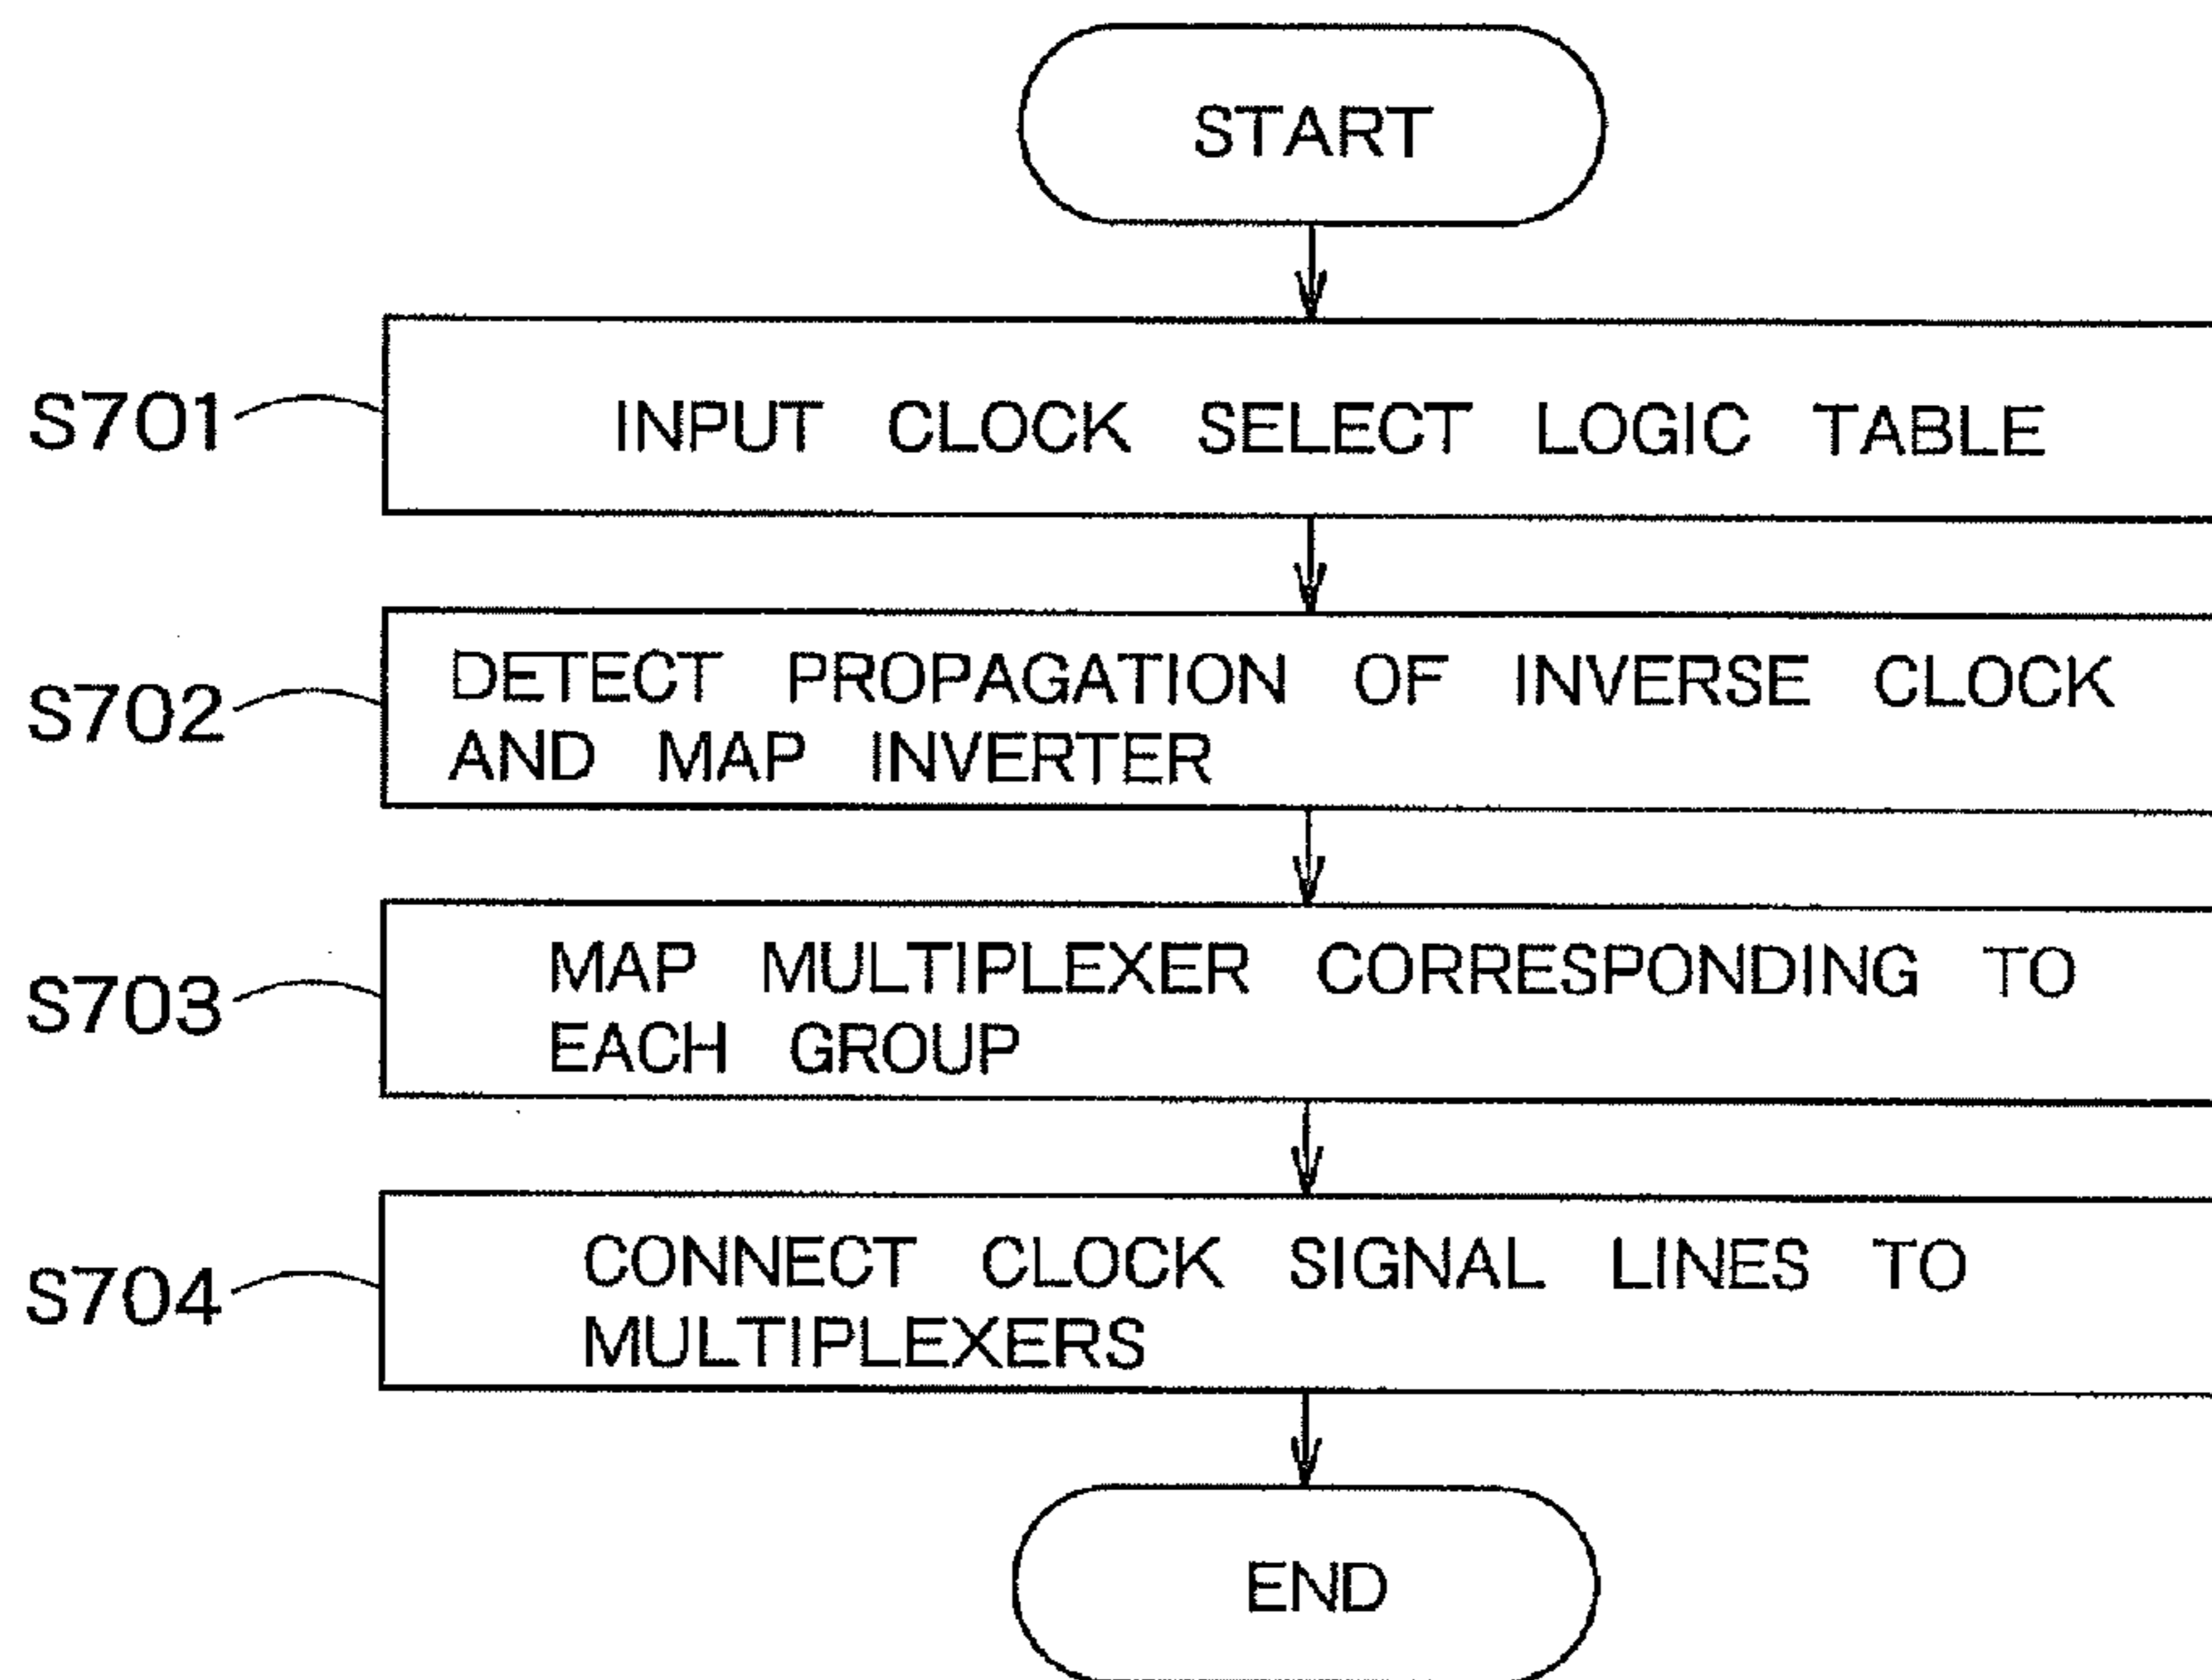 START
S701
INPUT CLOCK SELECT LOGIC TABLE
S702
DETECT PROPAGATION OF INVERSE CLOCK
AND MAP INVERTER
S703
MAP MULTIPLEXER CORRESPONDING TO
EACH GROUP
S704
CONNECT CLOCK SIGNAL LINES TO
MULTIPLEXERS
END